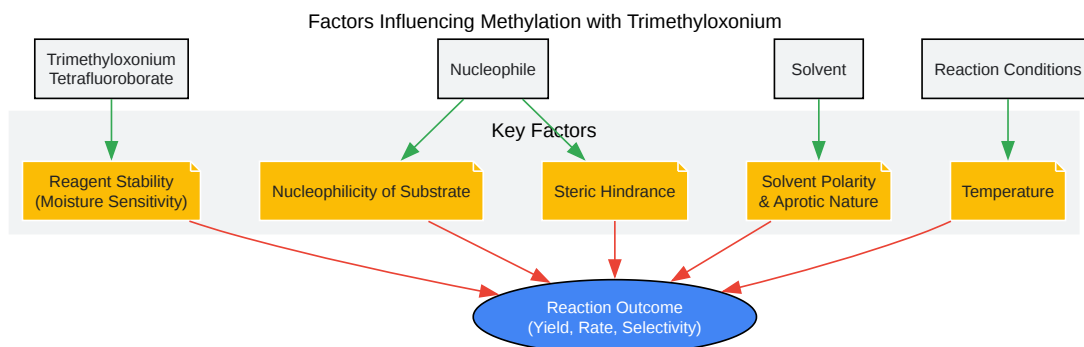 Factors Influencing Methylation with Trimethyloxonium
Trimethyloxonium
Tetrafluoroborate
Nucleophile
Solvent
Reaction Conditions
Key Factors
Reagent Stability
(Moisture Sensitivity)
Nucleophilicity of Substrate
Steric Hindrance
Solvent Polarity
& Aprotic Nature
Temperature
Reaction Outcome
(Yield, Rate, Selectivity)